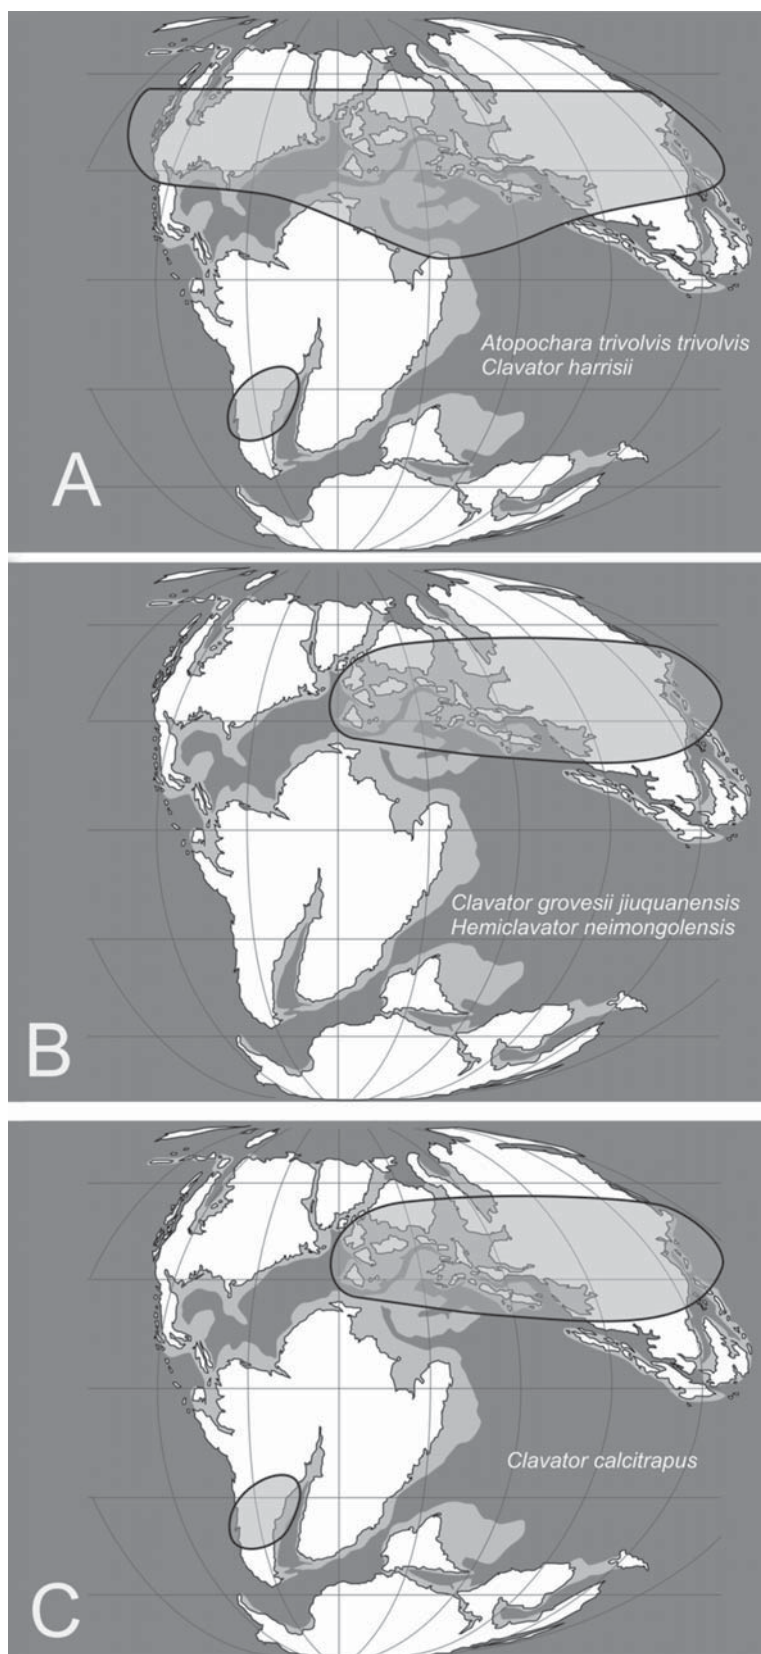 Atopochara trivolvis trivolvis
Clavator harrisii
A
Clavator grovesii jiuquanensis
Hemiclavator neimongolensis
B
Clavator calcitrapus
C